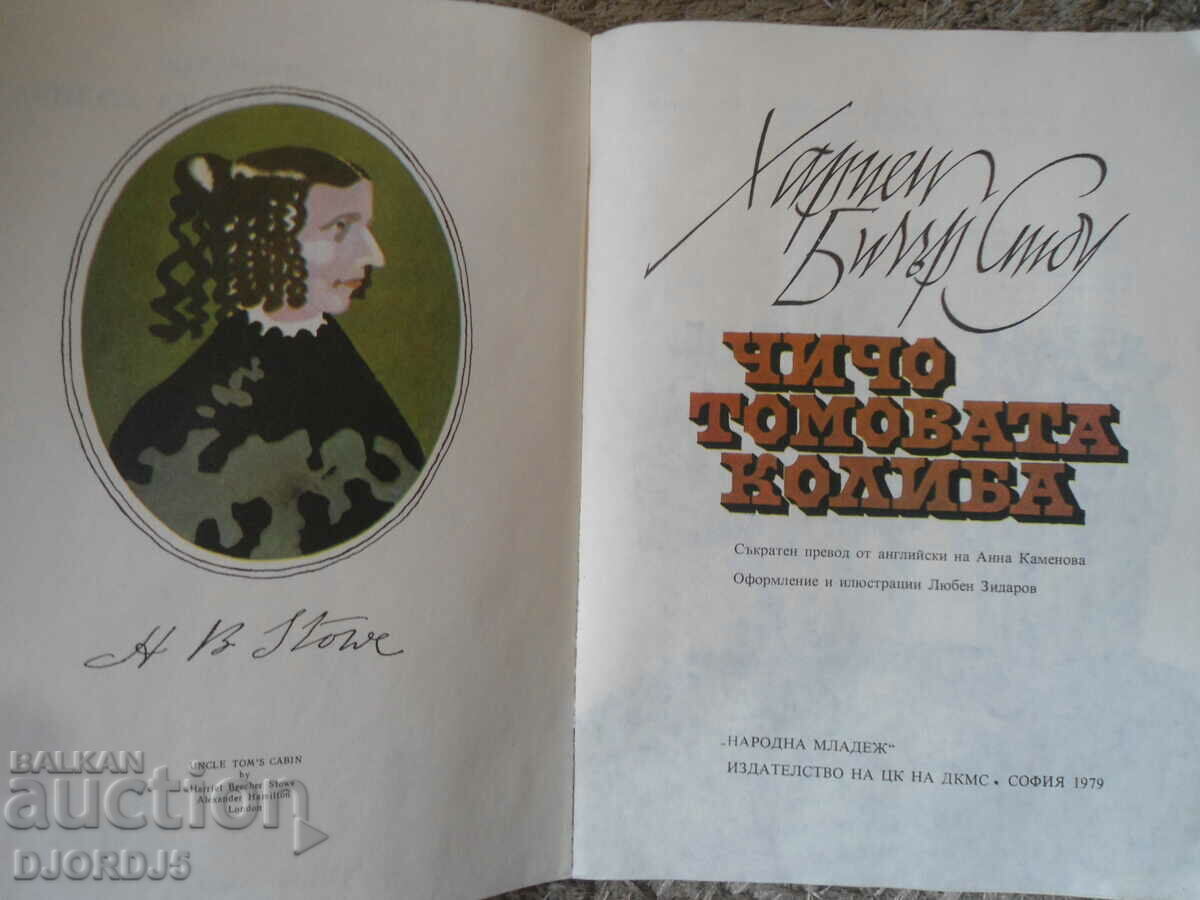 H B Stowe
UNCLE TOM'S CABIN
by
Harriet Beecher Stowe
Alexander Hamilton
London
Хариет
Бичър Стоу
ЧИЧО
ТОМОВАТА
КОЛИБА
Съкратен превод от английски на Анна Каменова
Оформление и илюстрации Любен Зидаров
„НАРОДНА МЛАДЕЖ“
ИЗДАТЕЛСТВО НА ЦК НА ДКМС • СОФИЯ 1979
BALKAN
auction
DJORDJ5